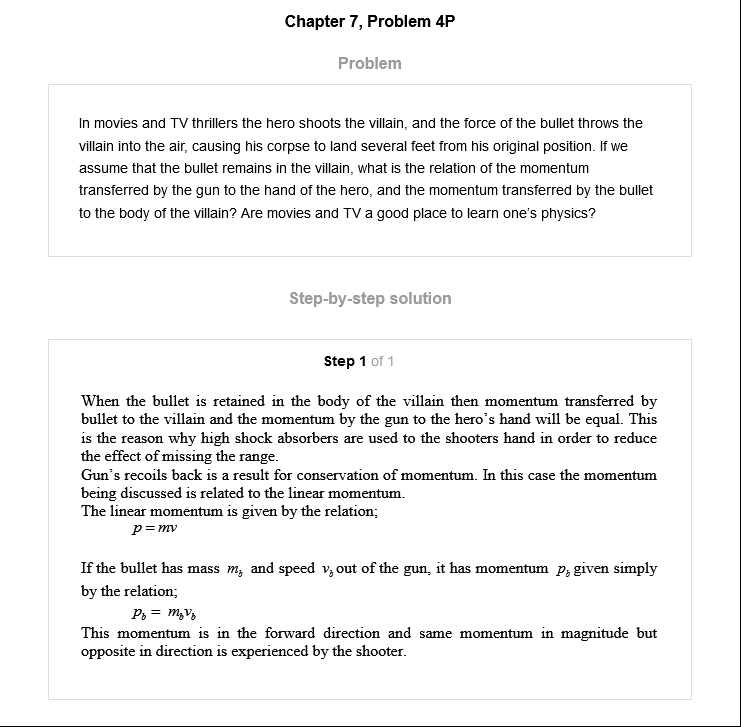 Chapter 7, Problem 4P
Problem
In movies and TV thrillers the hero shoots the villain, and the force of the bullet throws the
villain into the air, causing his corpse to land several feet from his original position. If we
assume that the bullet remains in the villain, what is the relation of the momentum
transferred by the gun to the hand of the hero, and the momentum transferred by the bullet
to the body of the villain? Are movies and TV a good place to learn one's physics?
Step-by-step solution
Step 1 of 1
When the bullet is retained in the body of the villain then momentum transferred by
bullet to the villain and the momentum by the gun to the hero's hand will be equal. This
is the reason why high shock absorbers are used to the shooters hand in order to reduce
the effect of missing the range.
Gun's recoils back is a result for conservation of momentum. In this case the momentum
being discussed is related to the linear momentum.
The linear momentum is given by the relation;
p = mv
If the bullet has mass m_b and speed v_b out of the gun, it has momentum p_b given simply
by the relation;
p_b = m_b v_b
This momentum is in the forward direction and same momentum in magnitude but
opposite in direction is experienced by the shooter.